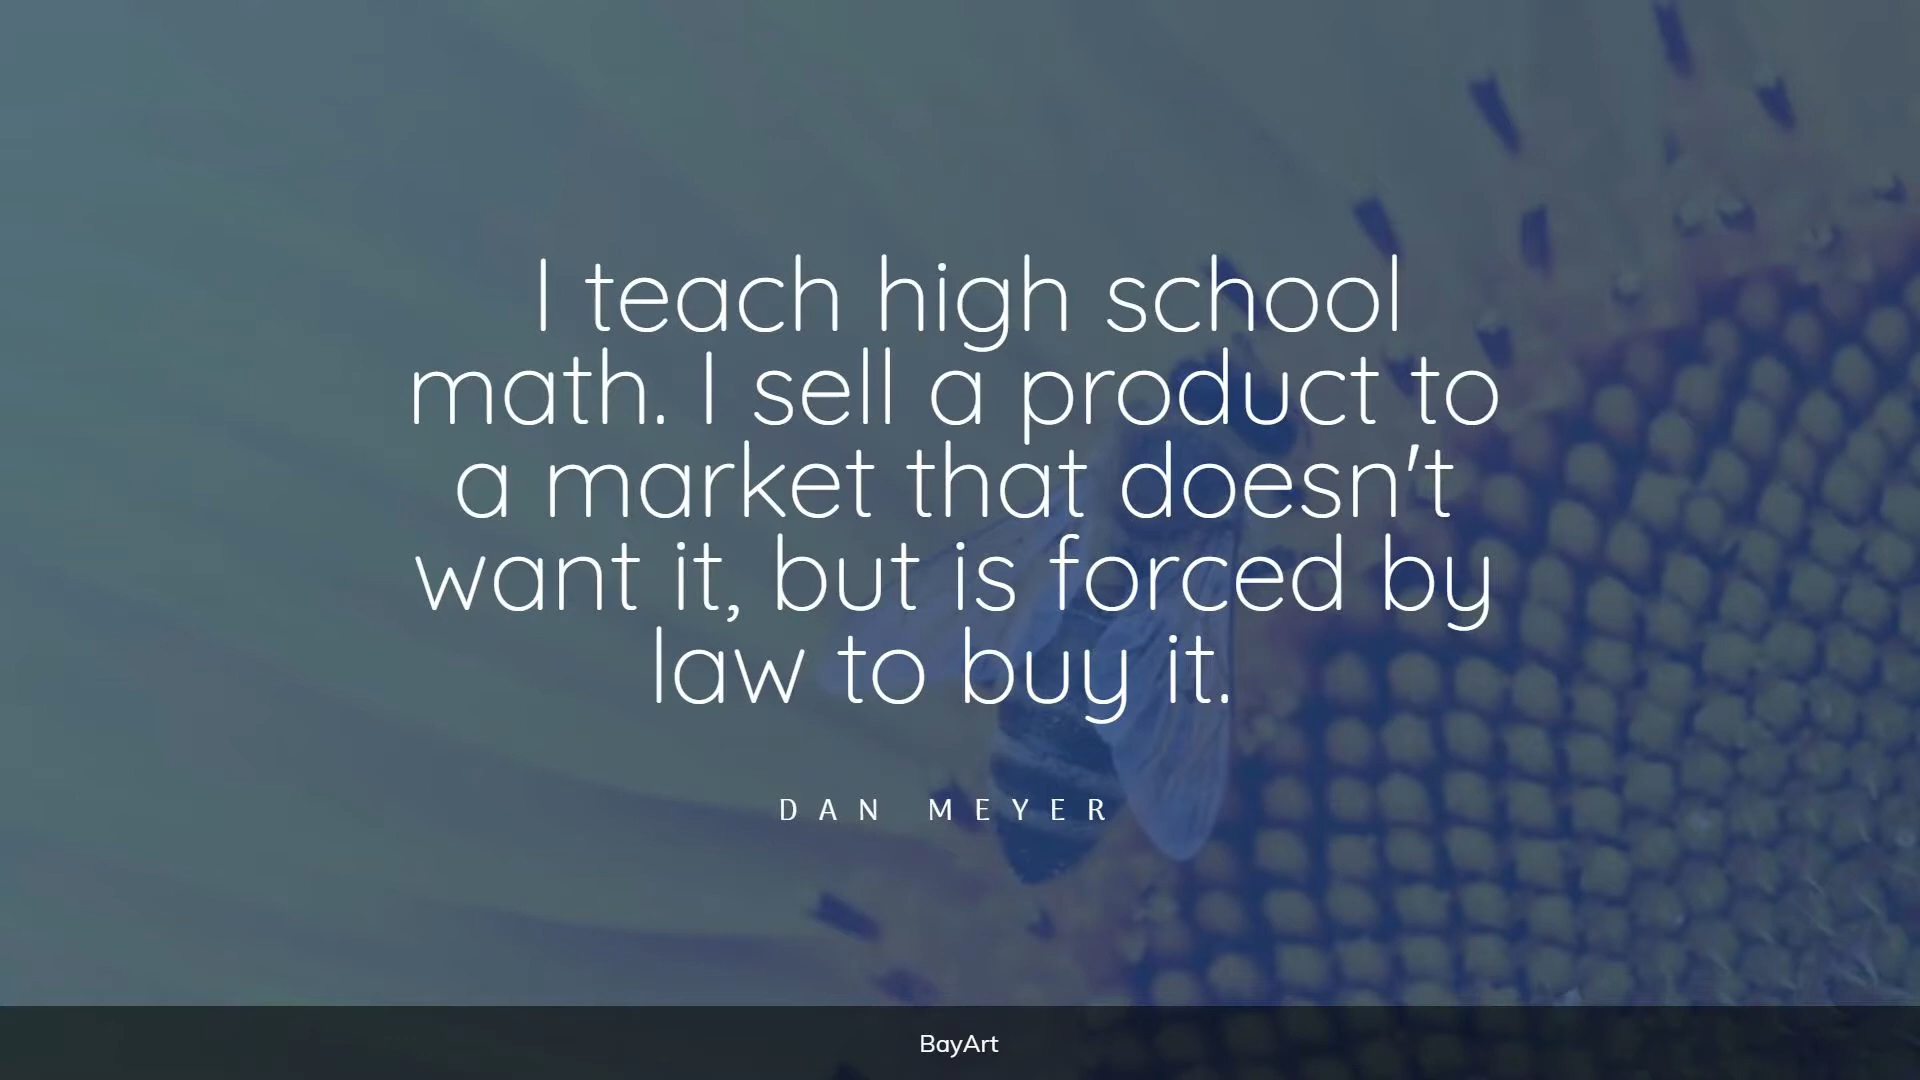 I teach high school
math. I sell a product to
a market that doesn't
want it, but is forced by
law to buy it.
DAN MEYER
BayArt